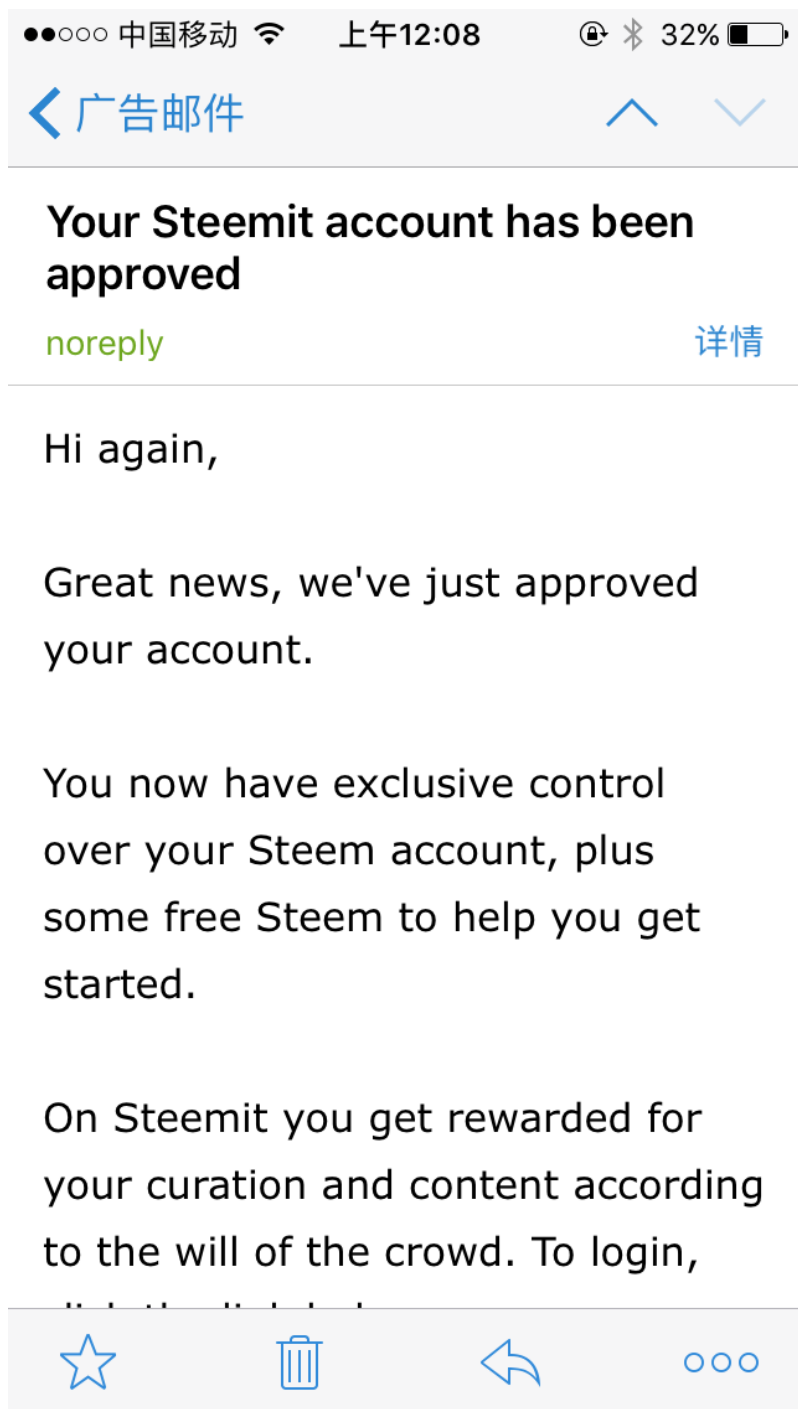 中国移动 上午12:08 32%
广告邮件
Your Steemit account has been
approved
noreply 详情
Hi again,
Great news, we've just approved
your account.
You now have exclusive control
over your Steem account, plus
some free Steem to help you get
started.
On Steemit you get rewarded for
your curation and content according
to the will of the crowd. To login,